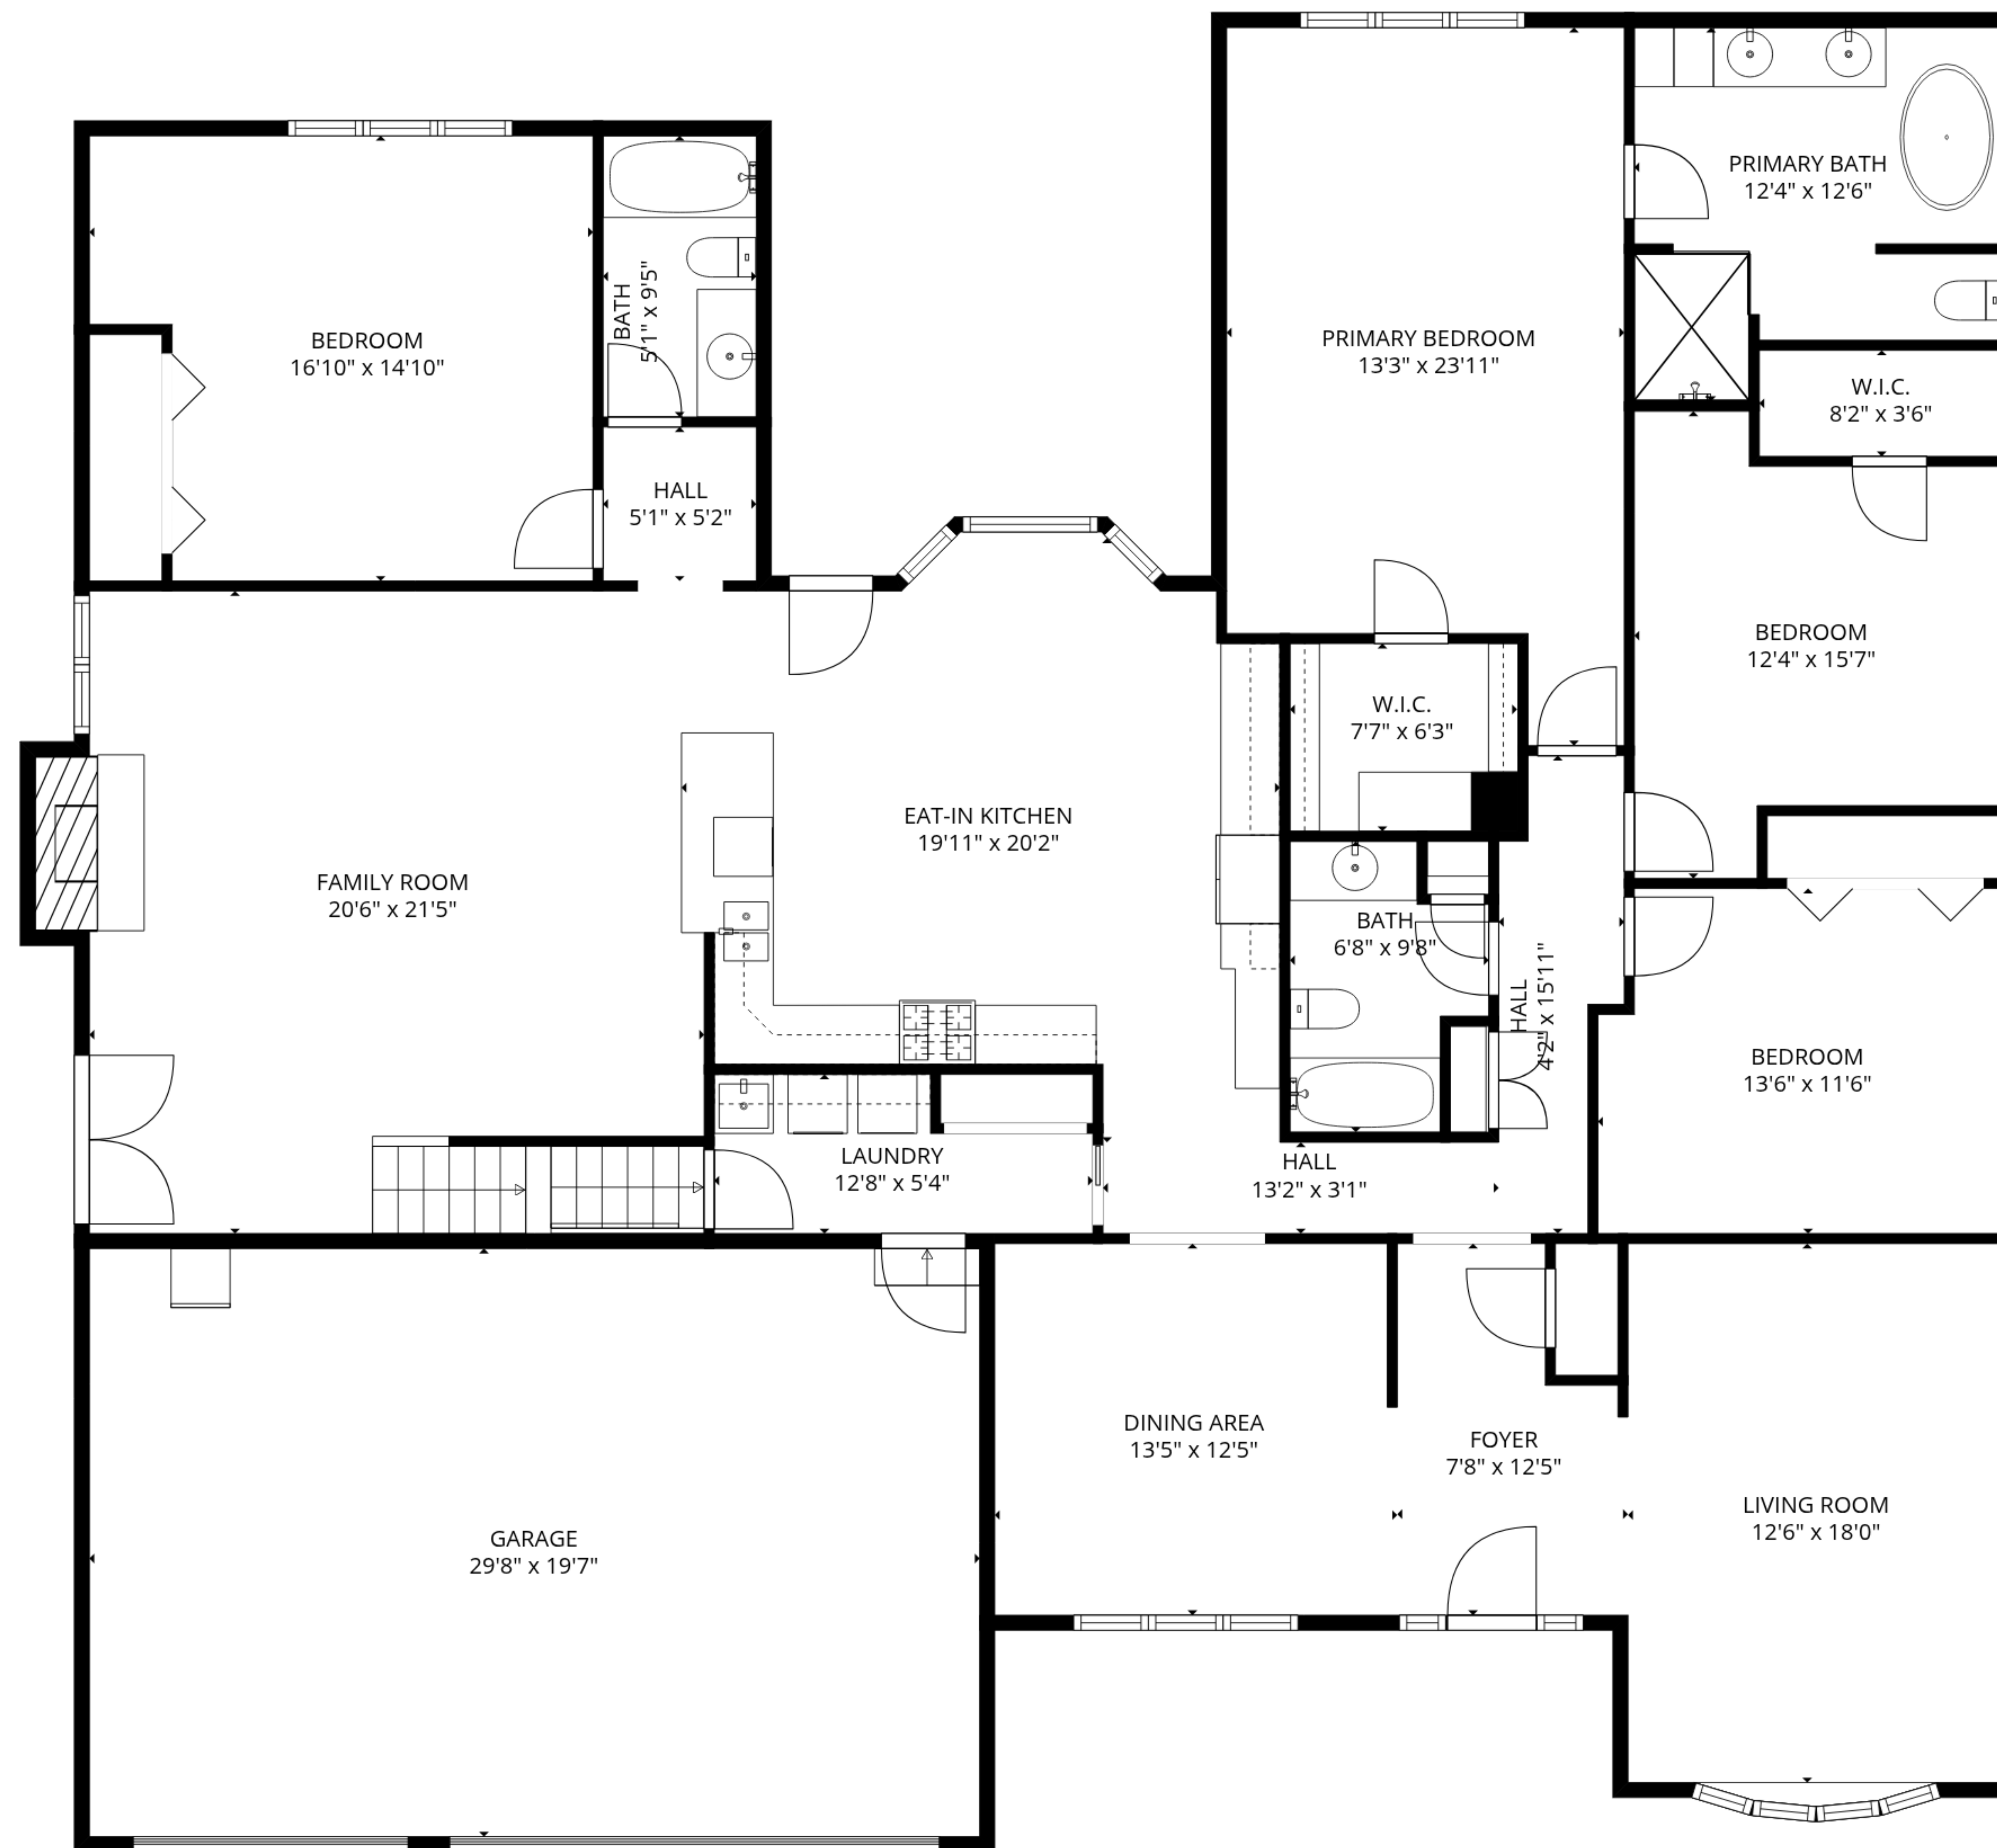 PRIMARY BATH
12'4" x 12'6"
BEDROOM
16'10" x 14'10"
BATH
5'1" x 9'5"
PRIMARY BEDROOM
13'3" x 23'11"
W.I.C.
8'2" x 3'6"
HALL
5'1" x 5'2"
BEDROOM
12'4" x 15'7"
W.I.C.
7'7" x 6'3"
EAT-IN KITCHEN
19'11" x 20'2"
FAMILY ROOM
20'6" x 21'5"
BATH
6'8" x 9'8"
HALL
4'2" x 15'11"
BEDROOM
13'6" x 11'6"
LAUNDRY
12'8" x 5'4"
HALL
13'2" x 3'1"
DINING AREA
13'5" x 12'5"
FOYER
7'8" x 12'5"
LIVING ROOM
12'6" x 18'0"
GARAGE
29'8" x 19'7"